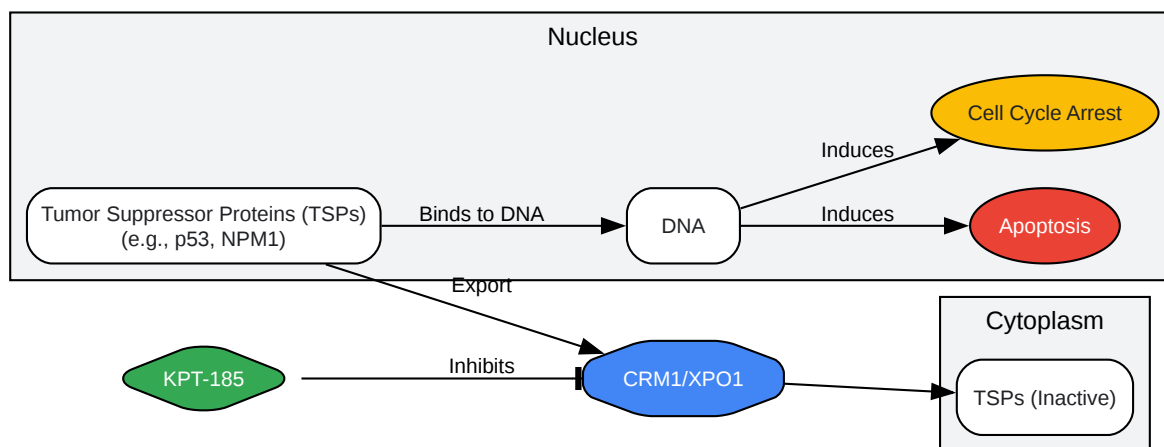 Nucleus
Cell Cycle Arrest
Induces
Tumor Suppressor Proteins (TSPs)
(e.g., p53, NPM1)
Binds to DNA
DNA
Induces
Apoptosis
Export
Cytoplasm
KPT-185
Inhibits
CRM1/XPO1
TSPs (Inactive)